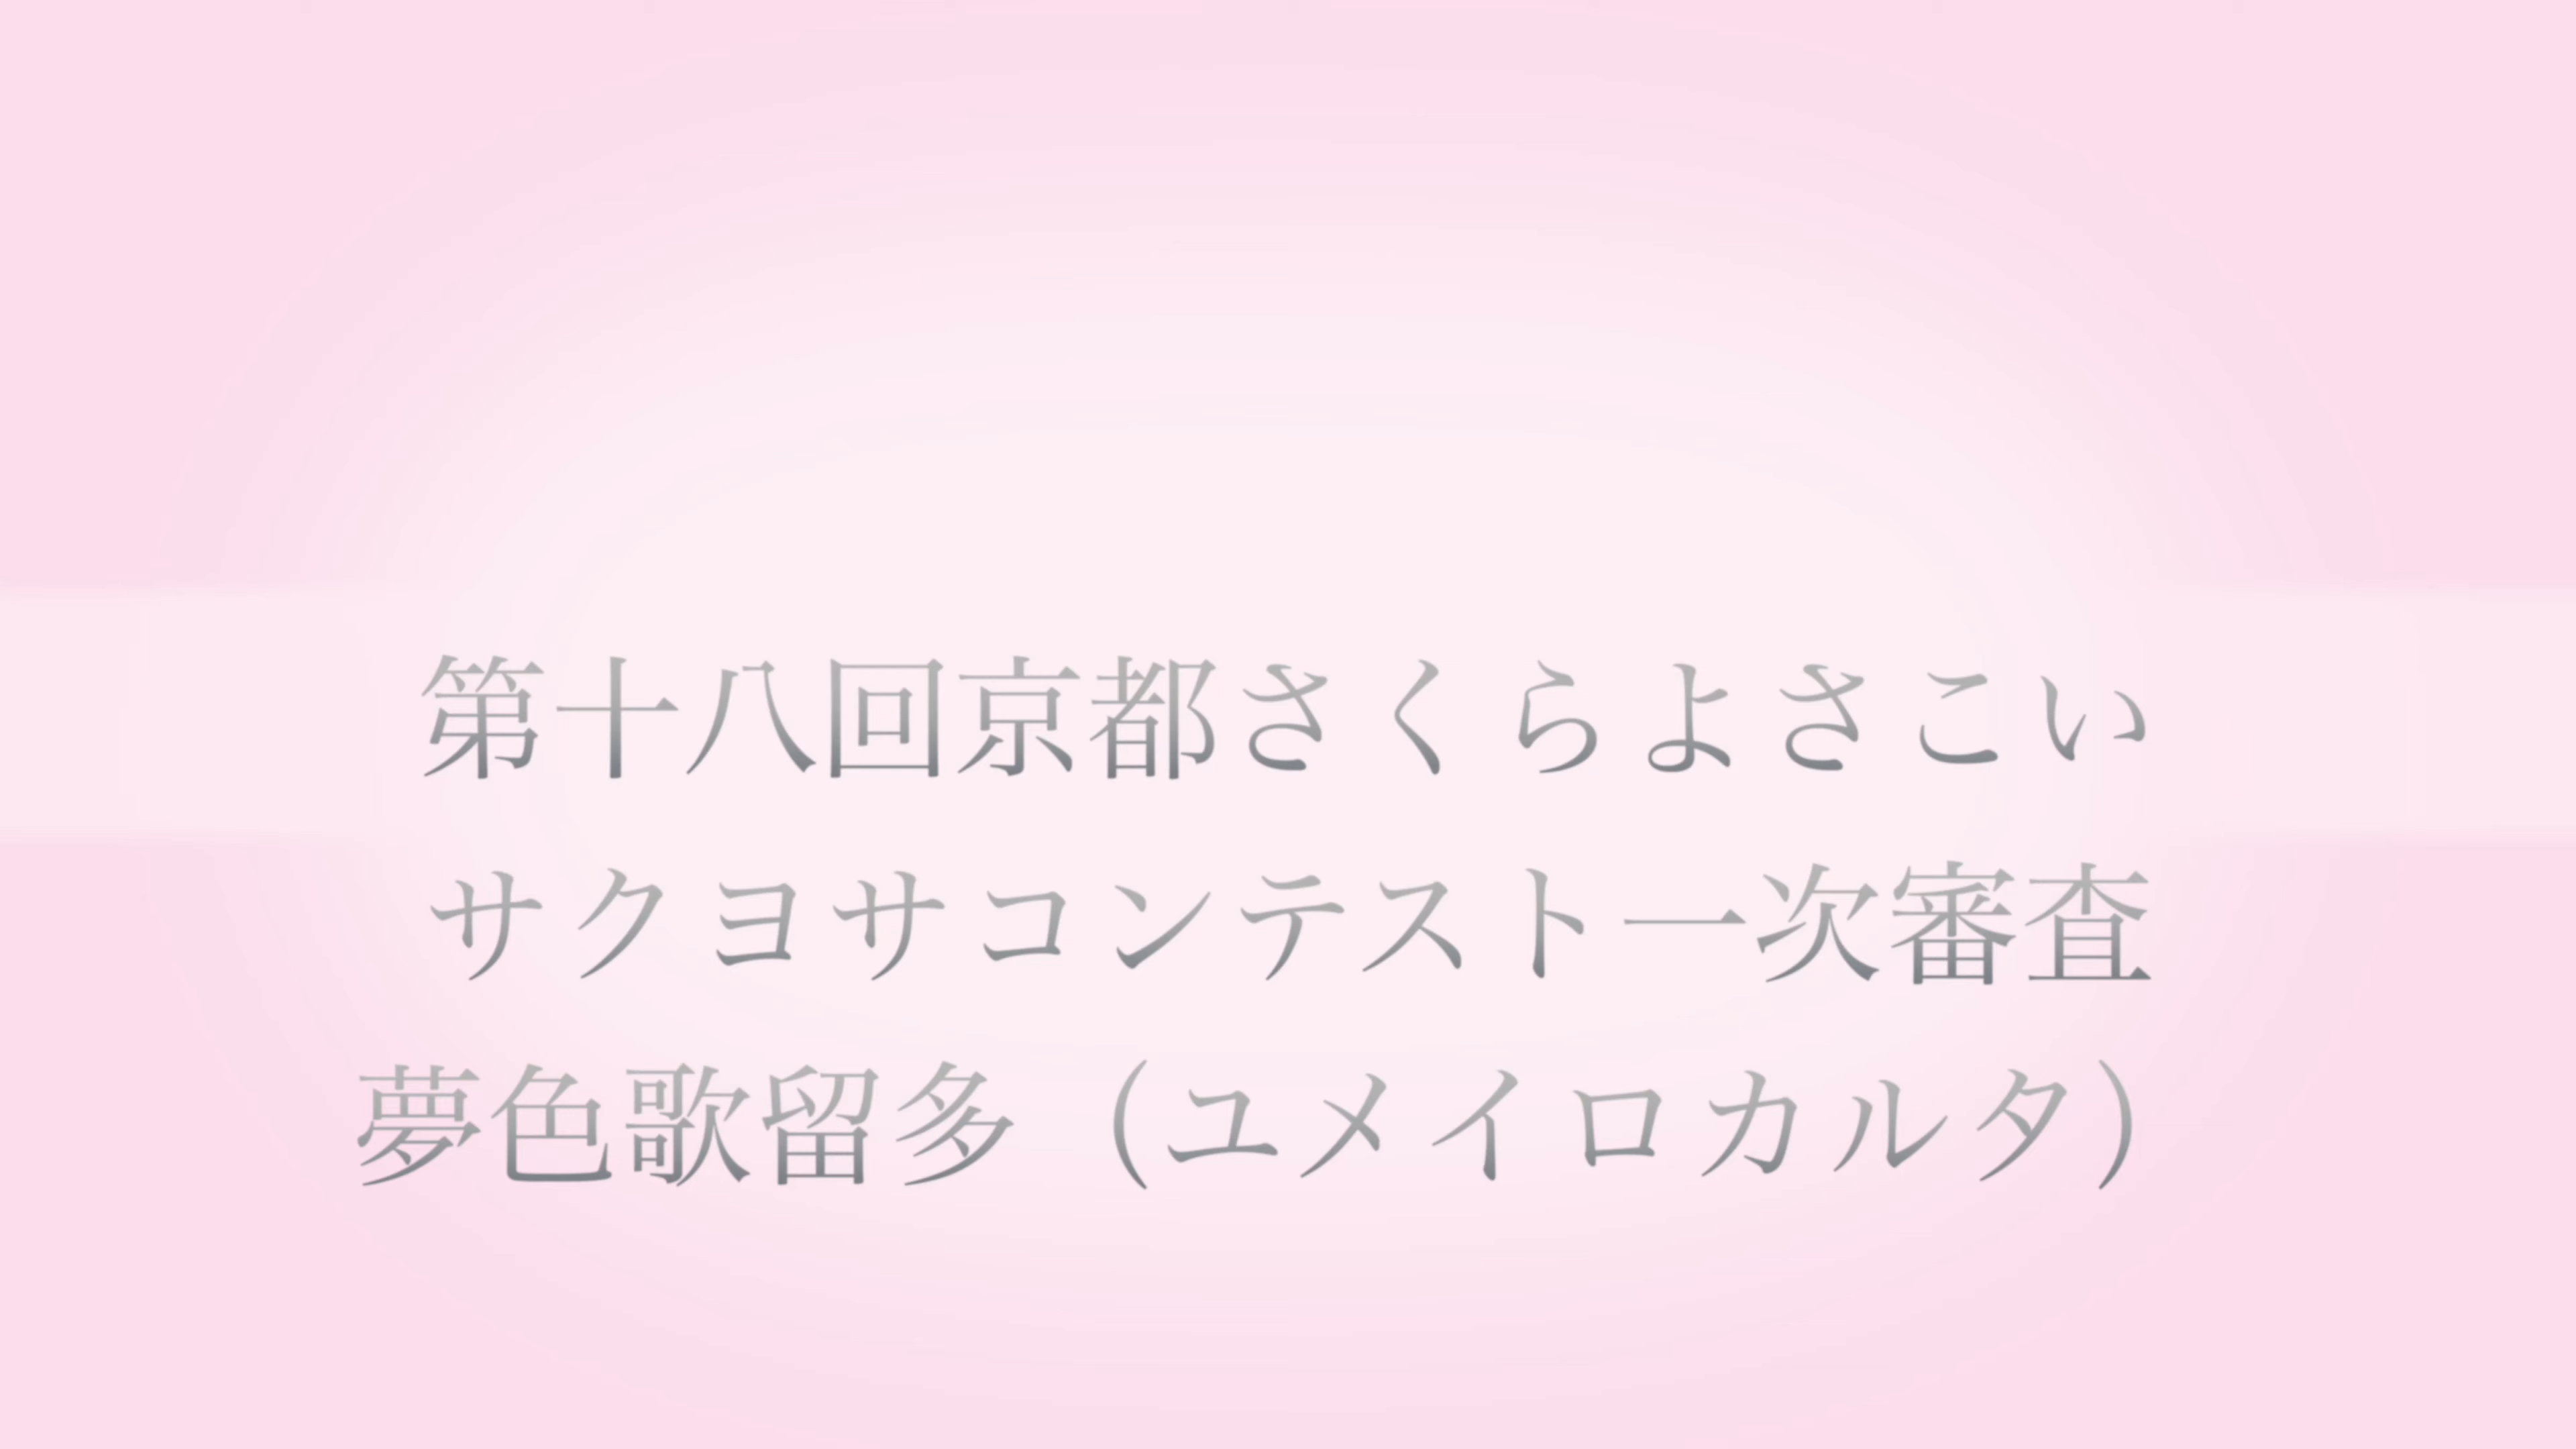 第十八回京都さくらよさこい
サクヨサコンテスト一次審査
夢色歌留多（ユメイロカルタ）